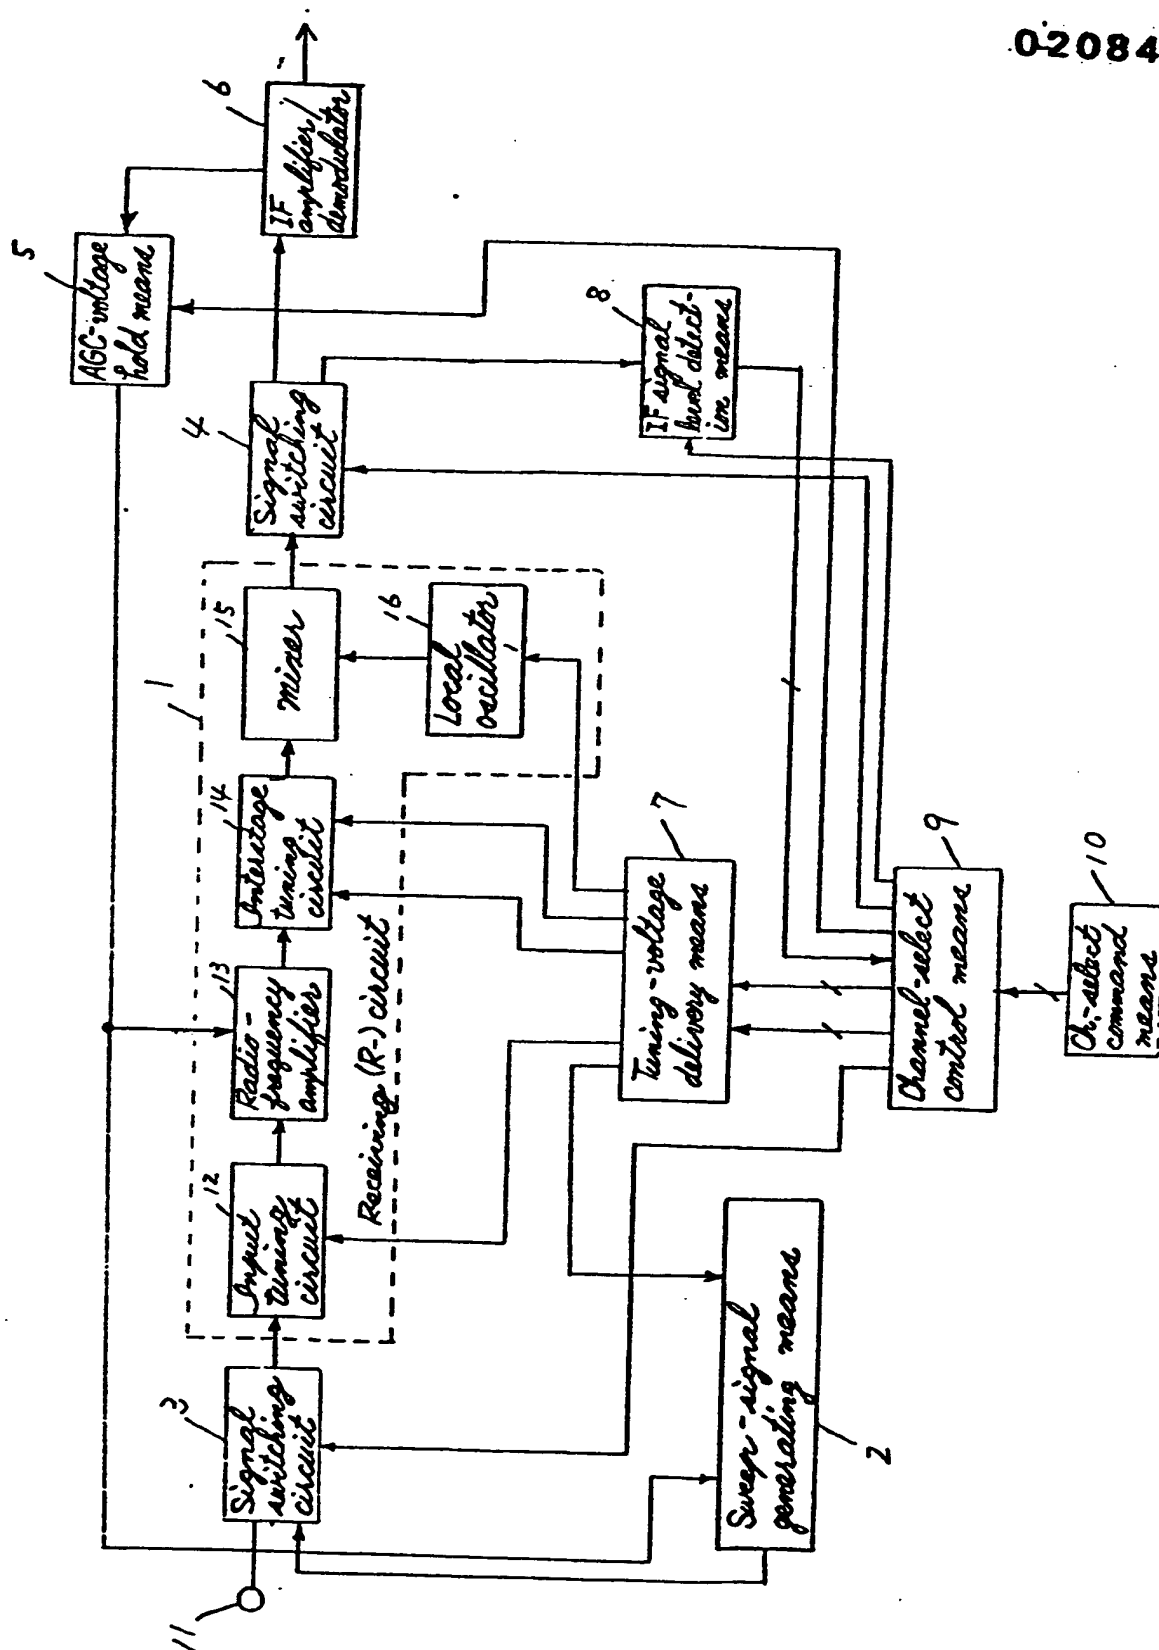 02084
11
3
Signal
switching
circuit
12
Input
tuning
circuit
13
Radio-
frequency
amplifier
14
Interstage
tuning
circuit
15
mixer
16
Local
oscillator
1
Receiving (R-) circuit
4
Signal
switching
circuit
5
AGC-voltage
hold means
6
IF
amplifier/
demodulator
8
IF signal
level detect-
ion means
7
Tuning-voltage
delivery means
2
Sweep-signal
generating means
9
Channel-select
control means
10
Ch.-select
command
means